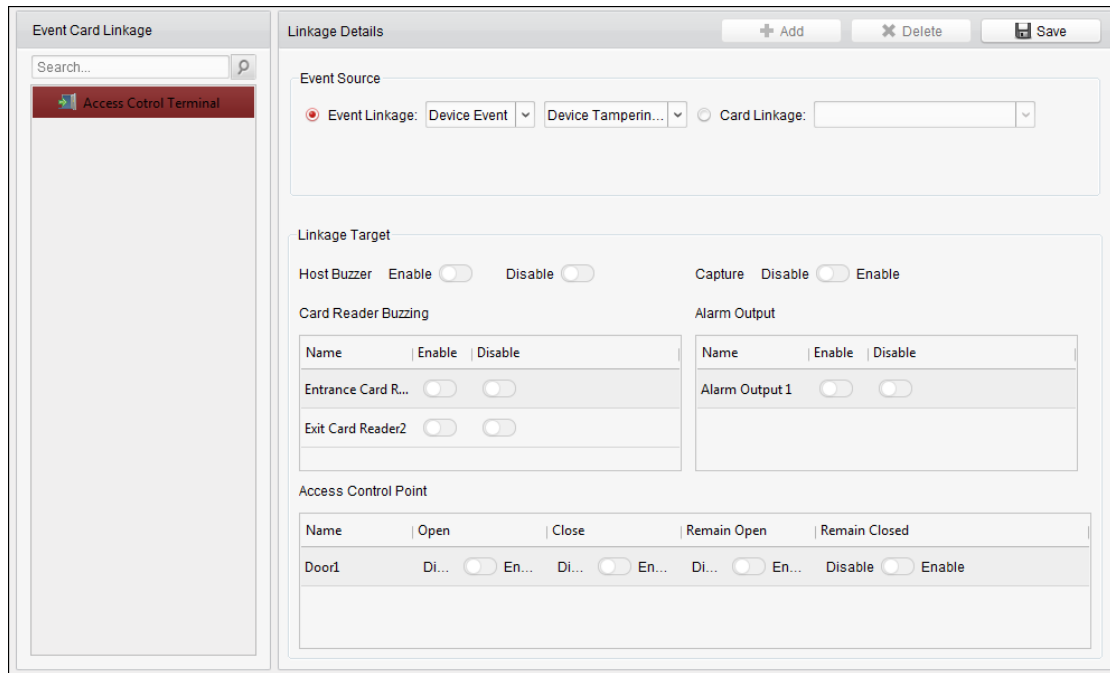 Event Card Linkage
Search...
Access Cotrol Terminal
Linkage Details
Add
Delete
Save
Event Source
Event Linkage: Device Event Device Tamperin... Card Linkage:
Linkage Target
Host Buzzer Enable Disable
Capture Disable Enable
Card Reader Buzzing
Name Enable Disable
Entrance Card R...
Exit Card Reader2
Alarm Output
Name Enable Disable
Alarm Output 1
Access Control Point
Name Open Close Remain Open Remain Closed
Door1 Di... En... Di... En... Di... En... Disable Enable